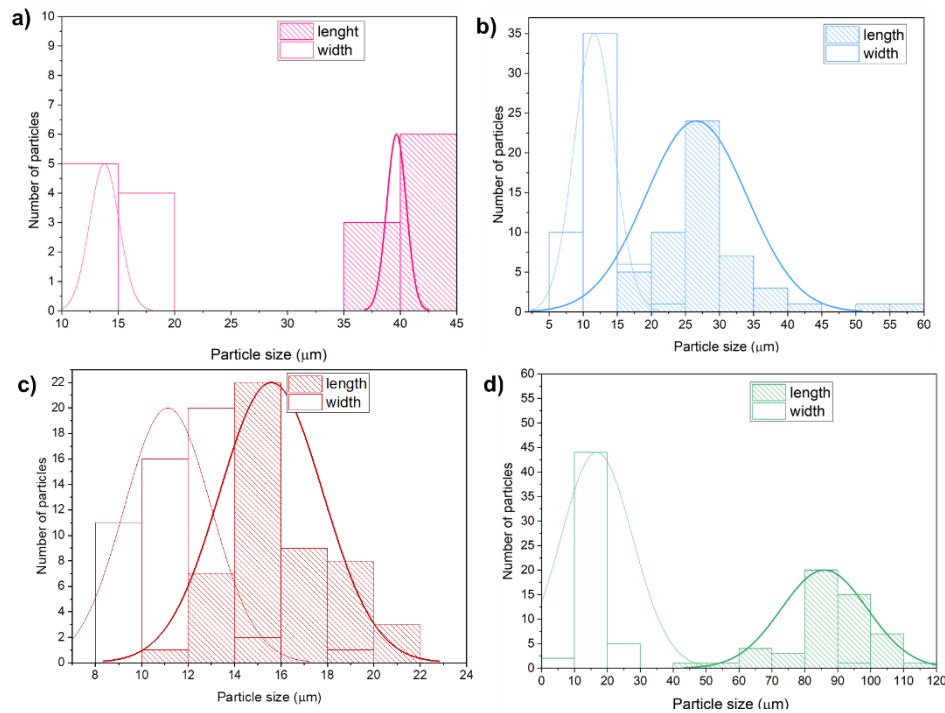 a)
lenght
width
Number of particles
10
9
8
7
6
5
4
3
2
1
0
10 15 20 25 30 35 40 45
Particle size (μm)
b)
length
width
Number of particles
35
30
25
20
15
10
5
0
5 10 15 20 25 30 35 40 45 50 55 60
Particle size (μm)
c)
length
width
Number of particles
22
20
18
16
14
12
10
8
6
4
2
0
8 10 12 14 16 18 20 22 24
Particle size (μm)
d)
length
width
Number of particles
60
55
50
45
40
35
30
25
20
15
10
5
0
0 10 20 30 40 50 60 70 80 90 100 110 120
Particle size (μm)